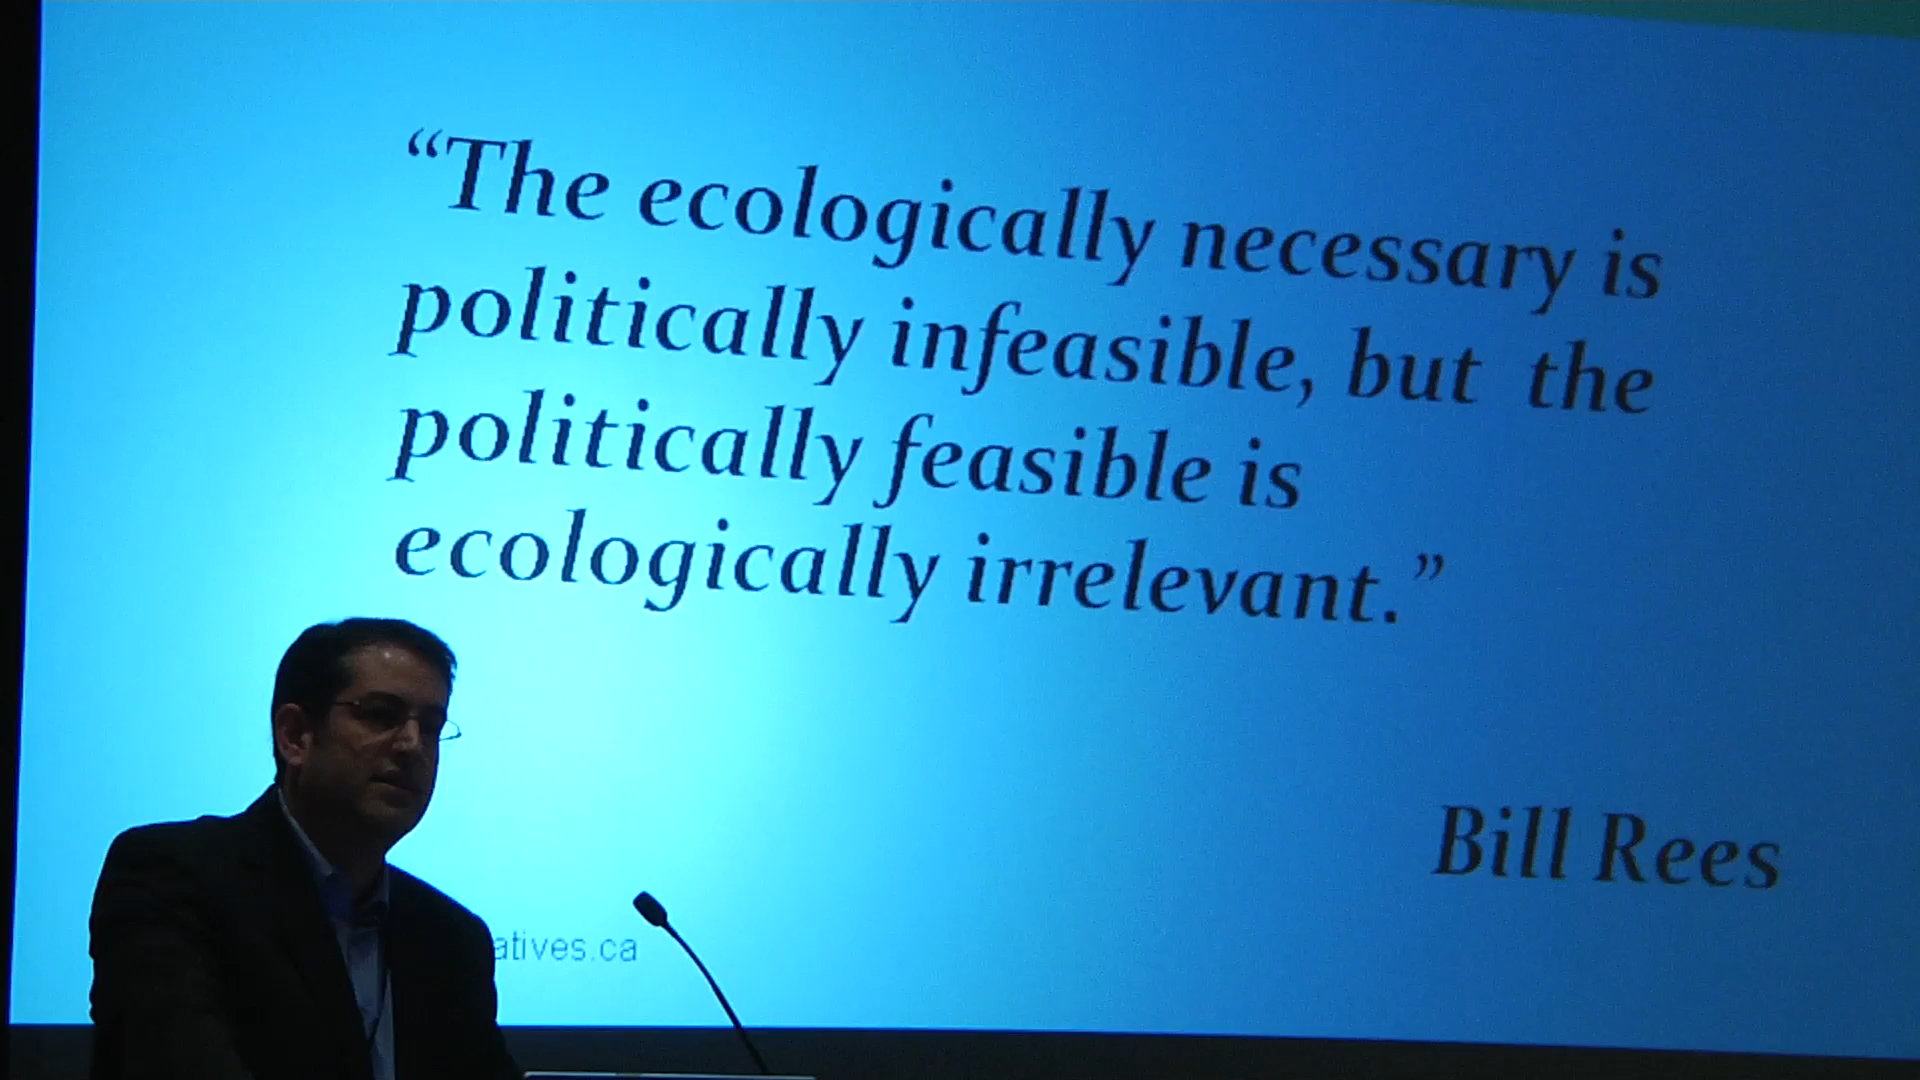 “The ecologically necessary is
politically infeasible, but the
politically feasible is
ecologically irrelevant.”
Bill Rees
atives.ca